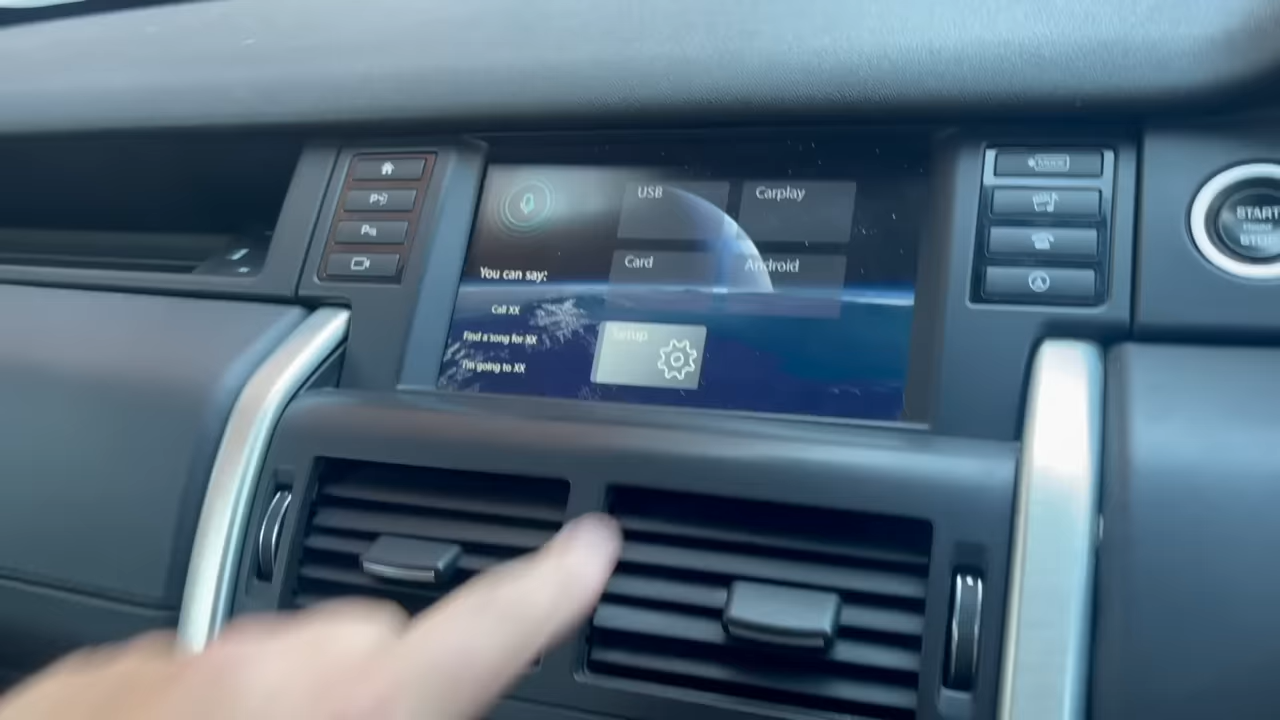 USB
Carplay
Card
Android
Setup
You can say:
Call XX
Find a song for XX
I'm going to XX
P
PA
START
STOP